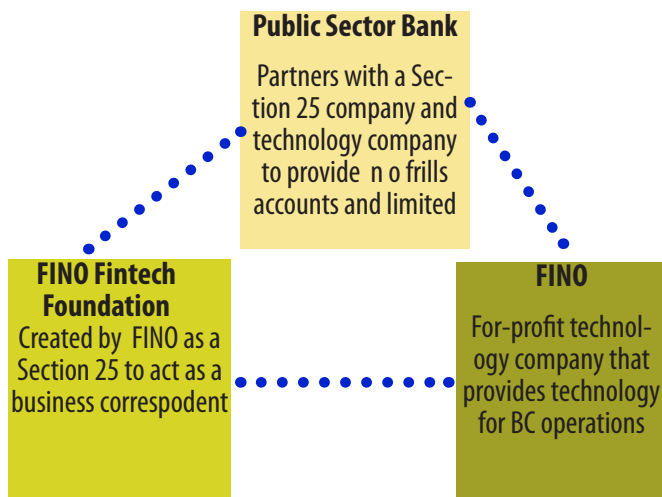 Public Sector Bank
Partners with a Sec-
tion 25 company and
technology company
to provide n o frills
accounts and limited
FINO Fintech
Foundation
Created by FINO as a
Section 25 to act as a
business correspodent
FINO
For-profit technol-
ogy company that
provides technology
for BC operations